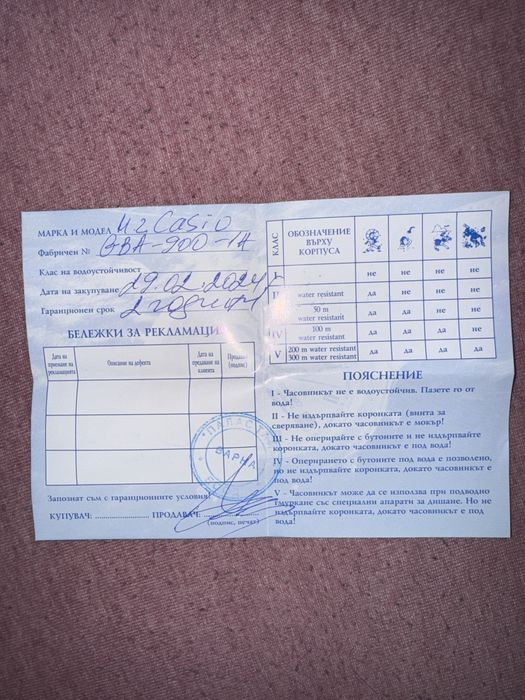 МАРКА И МОДЕЛ Ч-к Casio
Фабричен № GBA-900-1A
Клас на водоустойчивост
Дата на закупуване 29.02.2024г
Гаранционен срок 2 години
БЕЛЕЖКИ ЗА РЕКЛАМАЦИ
Дата на приемане на рекламацията
Описание на дефекта
Дата на предаване на клиента
Продавач (подпис)
ВАРНА
Запознат съм с гаранционните условия:
КУПУВАЧ: .................... ПРОДАВАЧ: ....................
(подпис, печат)
КЛАС ОБОЗНАЧЕНИЕ ВЪРХУ КОРПУСА
I не не не не
II water resistant да не не не
50 m water resistant да да не не
IV 100 m water resistant да да да не
V 200 m water resistant 300 m water resistant да да да да
ПОЯСНЕНИЕ
I - Часовникът не е водоустойчив. Пазете го от
вода!
II - Не издърпвайте коронката (винта за
сверяване), докато часовникът е мокър!
III - Не оперирайте с бутоните и не издърпвайте
коронката, докато часовникът е под вода!
IV - Оперирането с бутоните под вода е позволено,
но не издърпвайте коронката, докато часовникът е
под вода!
V - Часовникът може да се използва при подводно
гмуркане със специални апарати за дишане. Но не
издърпвайте коронката, докато часовникът е под
вода!